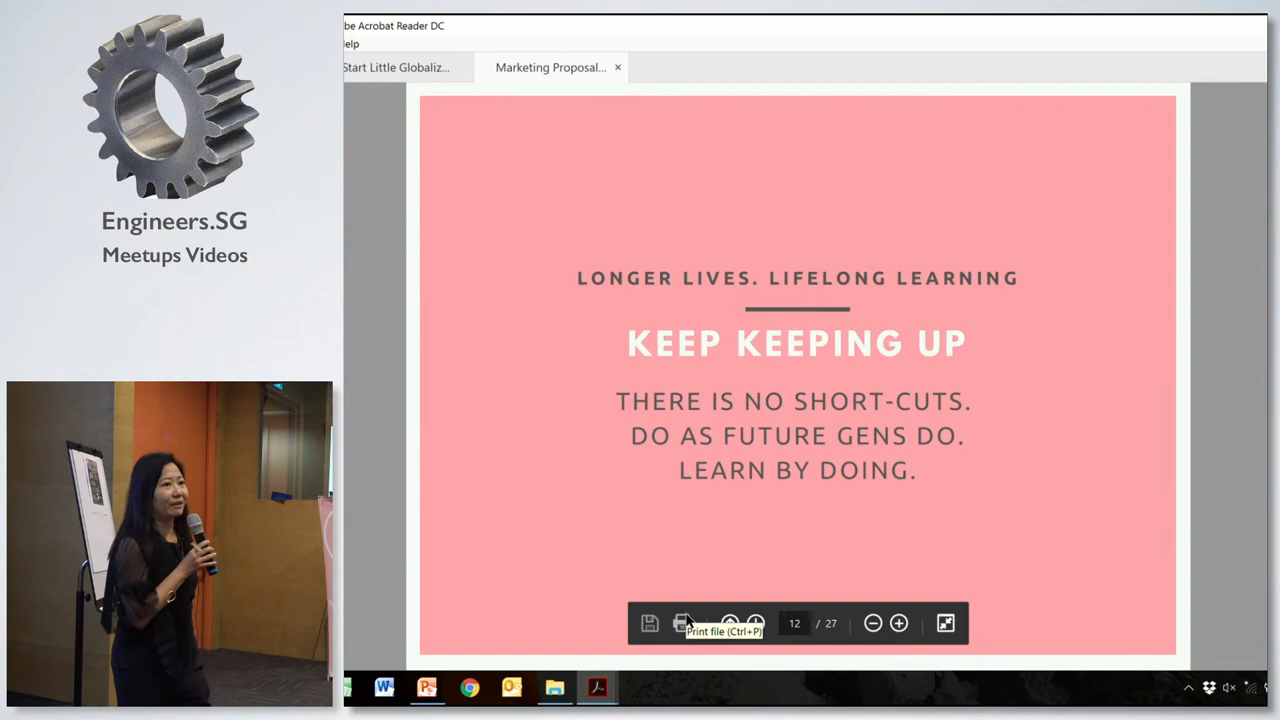 be Acrobat Reader DC
elp
Start Little Globaliz...
Marketing Proposal... ×
Engineers.SG
Meetups Videos
LONGER LIVES. LIFELONG LEARNING
KEEP KEEPING UP
THERE IS NO SHORT-CUTS.
DO AS FUTURE GENS DO.
LEARN BY DOING.
12 / 27
Print file (Ctrl+P)